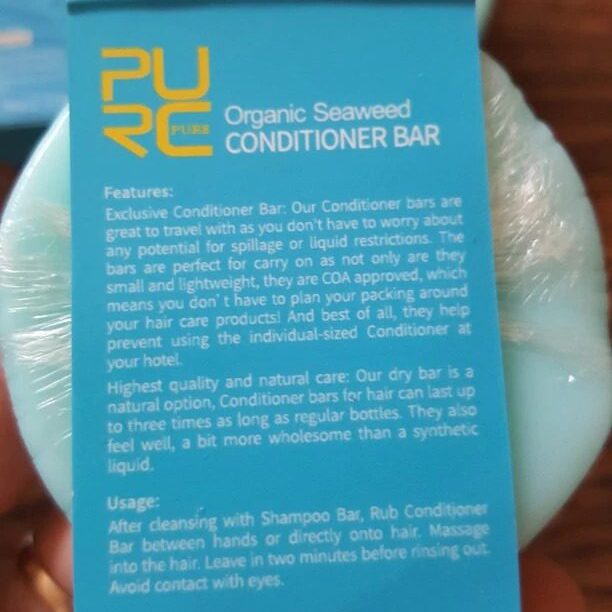 PU
RC PURE
Organic Seaweed
CONDITIONER BAR
Features:
Exclusive Conditioner Bar: Our Conditioner bars are
great to travel with as you don't have to worry about
any potential for spillage or liquid restrictions. The
bars are perfect for carry on as not only are they
small and lightweight, they are COA approved, which
means you don't have to plan your packing around
your hair care products! And best of all, they help
prevent using the individual-sized Conditioner at
your hotel.
Highest quality and natural care: Our dry bar is a
natural option, Conditioner bars for hair can last up
to three times as long as regular bottles. They also
feel well, a bit more wholesome than a synthetic
liquid.
Usage:
After cleansing with Shampoo Bar, Rub Conditioner
Bar between hands or directly onto hair. Massage
into the hair. Leave in two minutes before rinsing out.
Avoid contact with eyes.